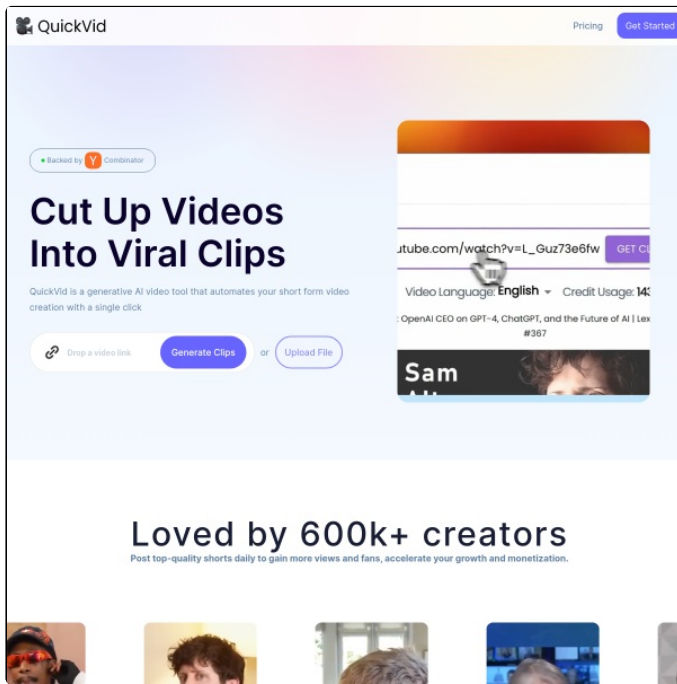 QuickVid
Pricing
Get Started
Backed by Y Combinator
Cut Up Videos
Into Viral Clips
QuickVid is a generative AI video tool that automates your short form video
creation with a single click
Drop a video link
Generate Clips
or
Upload File
utube.com/watch?v=L_Guz73e6fw
GET CL
Video Language: English
Credit Usage: 143
: OpenAI CEO on GPT-4, ChatGPT, and the Future of AI | Lex
#367
Sam
Loved by 600k+ creators
Post top-quality shorts daily to gain more views and fans, accelerate your growth and monetization.